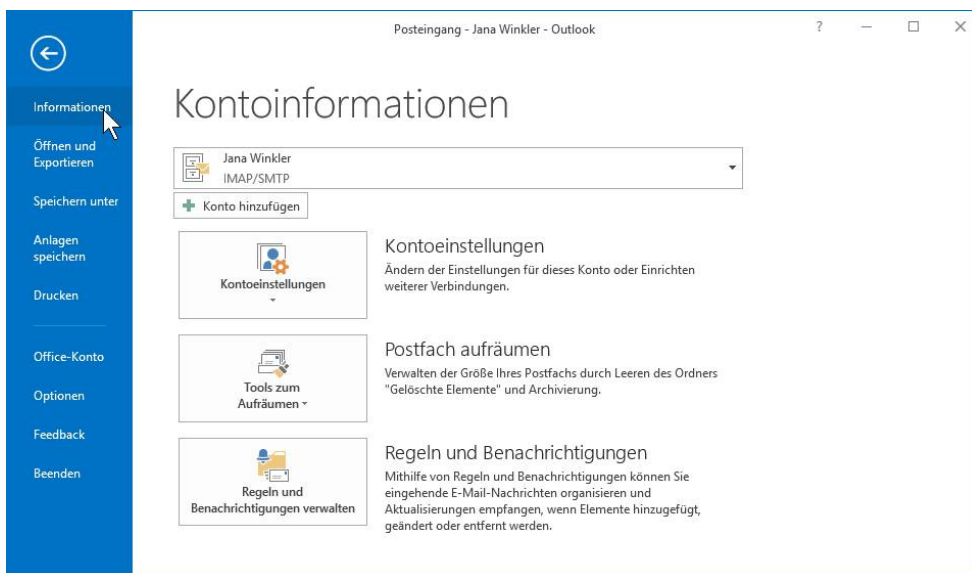 Posteingang - Jana Winkler - Outlook
?
Informationen
Öffnen und
Exportieren
Speichern unter
Anlagen
speichern
Drucken
Office-Konto
Optionen
Feedback
Beenden
Kontoinformationen
Jana Winkler
IMAP/SMTP
Konto hinzufügen
Kontoeinstellungen
Kontoeinstellungen
Ändern der Einstellungen für dieses Konto oder Einrichten
weiterer Verbindungen.
Tools zum
Aufräumen
Postfach aufräumen
Verwalten der Größe Ihres Postfachs durch Leeren des Ordners
"Gelöschte Elemente" und Archivierung.
Regeln und
Benachrichtigungen verwalten
Regeln und Benachrichtigungen
Mithilfe von Regeln und Benachrichtigungen können Sie
eingehende E-Mail-Nachrichten organisieren und
Aktualisierungen empfangen, wenn Elemente hinzugefügt,
geändert oder entfernt werden.